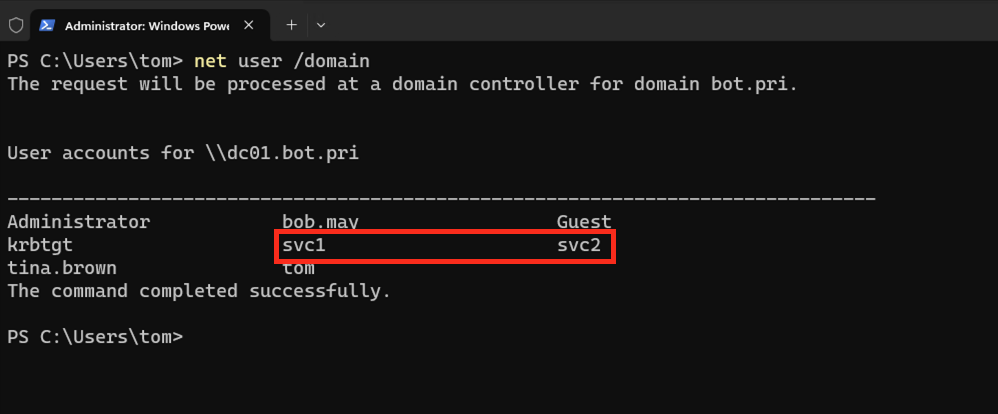 Administrator: Windows Powe
PS C:\Users\tom> net user /domain
The request will be processed at a domain controller for domain bot.pri.
User accounts for \\dc01.bot.pri
-------------------------------------------------------------------------------
Administrator            bob.may                  Guest
krbtgt                   svc1                     svc2
tina.brown               tom
The command completed successfully.
PS C:\Users\tom>